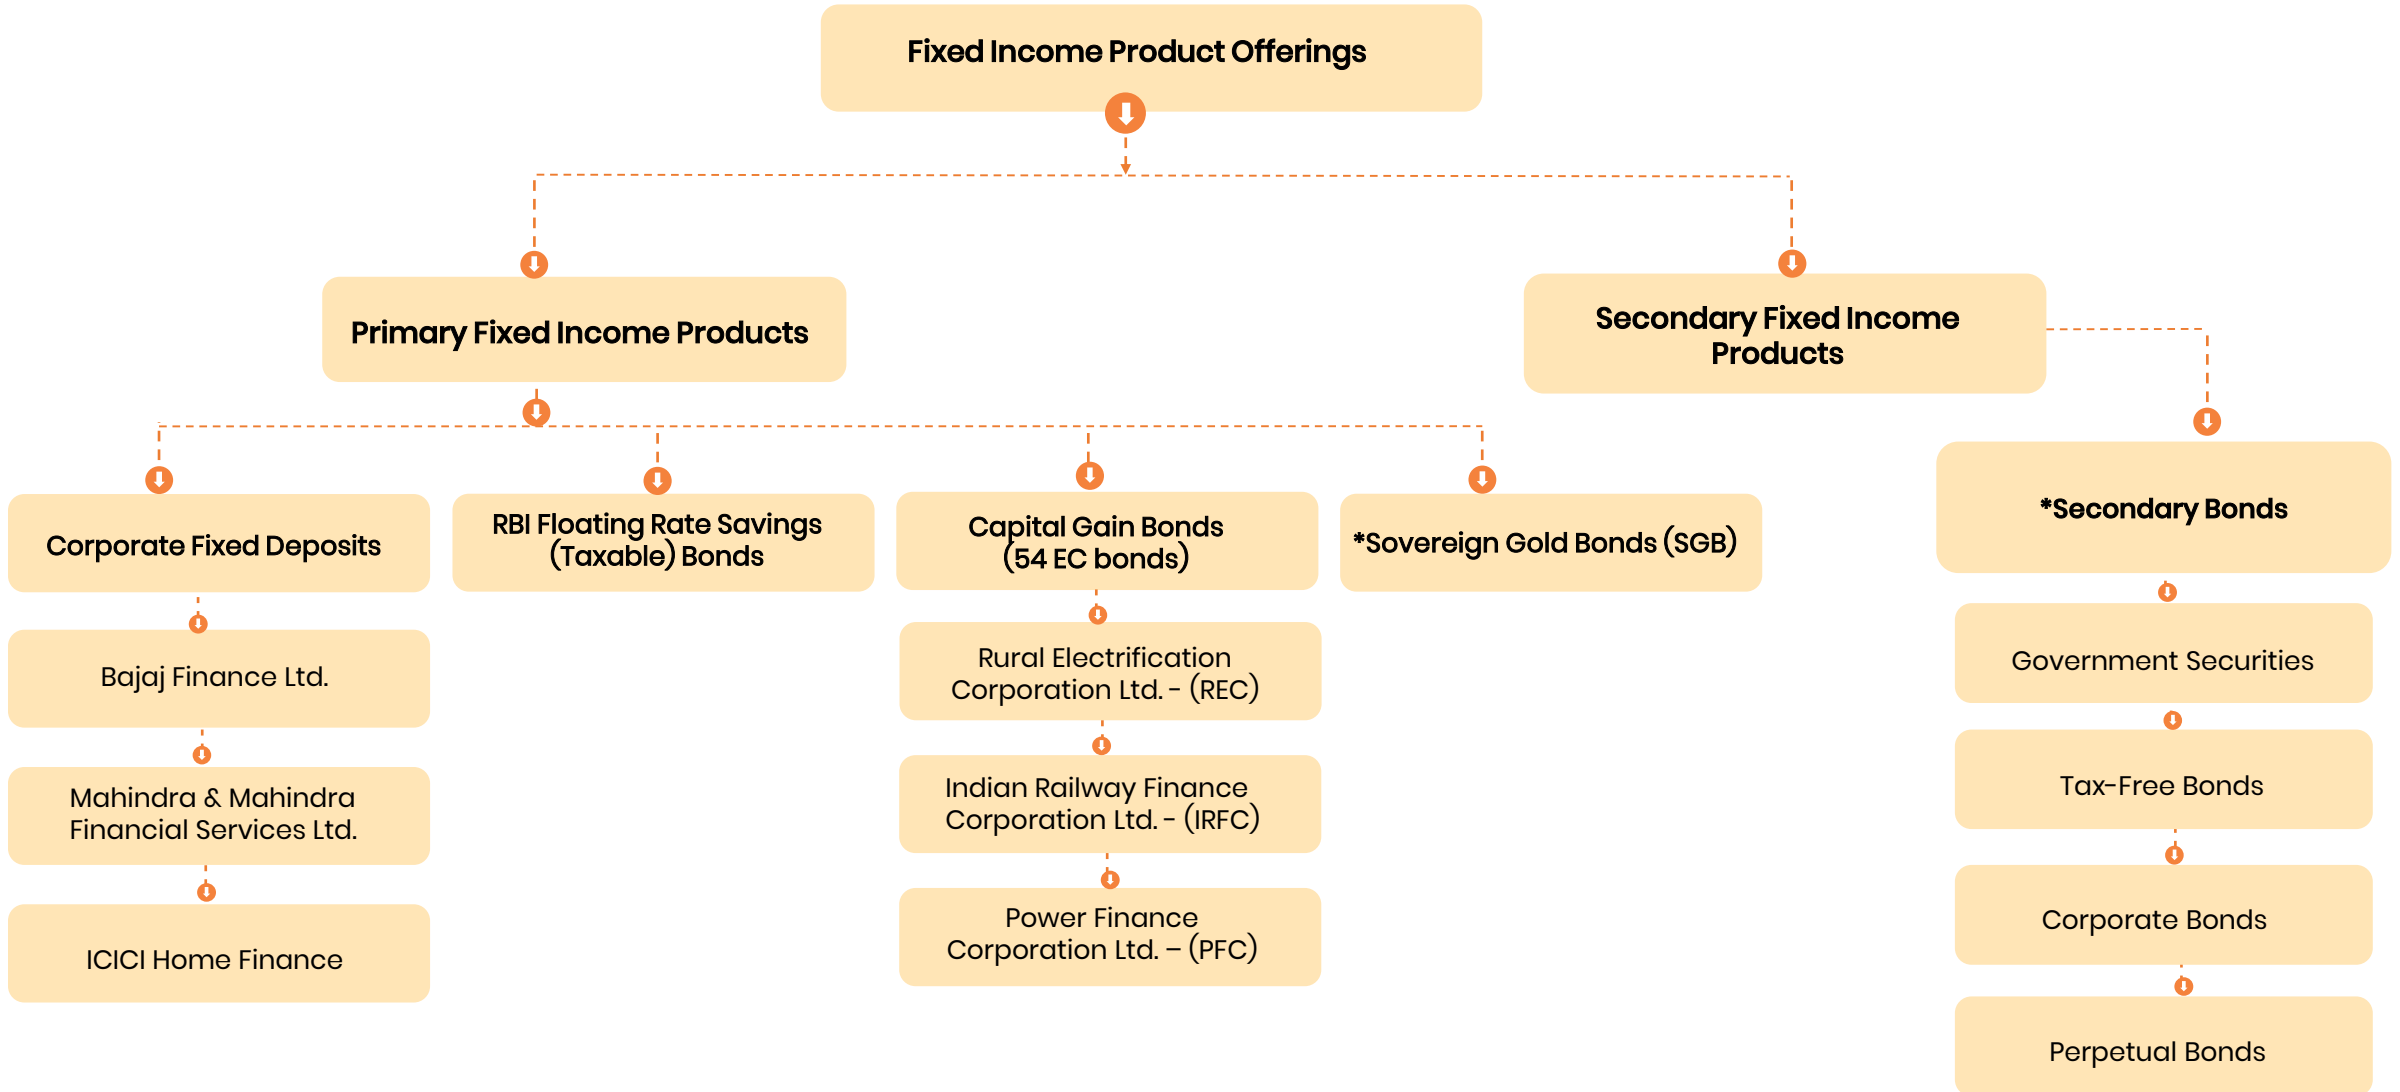 Fixed Income Product Offerings
Primary Fixed Income Products
Secondary Fixed Income
Products
Corporate Fixed Deposits
RBI Floating Rate Savings
(Taxable) Bonds
Capital Gain Bonds
(54 EC bonds)
*Sovereign Gold Bonds (SGB)
*Secondary Bonds
Bajaj Finance Ltd.
Mahindra & Mahindra
Financial Services Ltd.
ICICI Home Finance
Rural Electrification
Corporation Ltd. - (REC)
Indian Railway Finance
Corporation Ltd. - (IRFC)
Power Finance
Corporation Ltd. – (PFC)
Government Securities
Tax-Free Bonds
Corporate Bonds
Perpetual Bonds